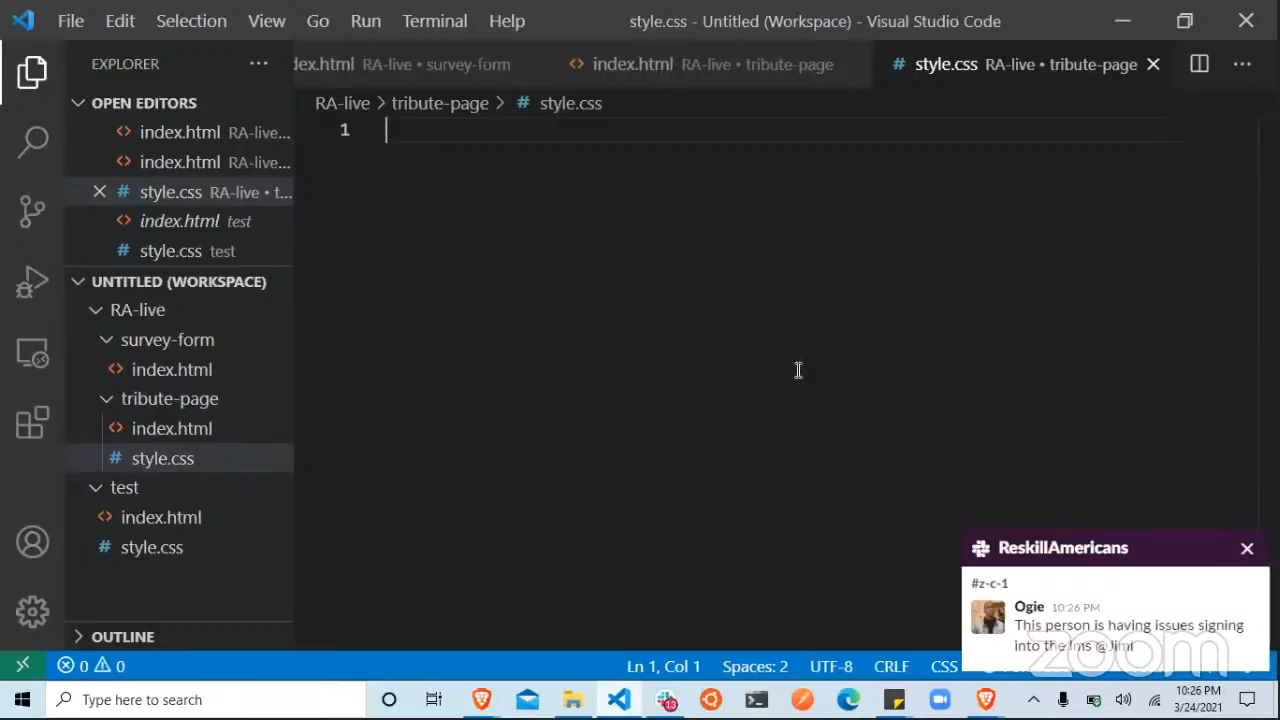 File Edit Selection View Go Run Terminal Help style.css - Untitled (Workspace) - Visual Studio Code
EXPLORER
dex.html RA-live • survey-form index.html RA-live • tribute-page # style.css RA-live • tribute-page
RA-live > tribute-page > # style.css
1
OPEN EDITORS
index.html RA-live...
index.html RA-live...
# style.css RA-live • t...
index.html test
# style.css test
UNTITLED (WORKSPACE)
RA-live
survey-form
index.html
tribute-page
index.html
# style.css
test
index.html
# style.css
OUTLINE
ReskillAmericans
#z-c-1
Ogie 10:26 PM
This person is having issues signing
into the lms @Jimi
zoom
0 0 Ln 1, Col 1 Spaces: 2 UTF-8 CRLF CSS
Type here to search
13
10:26 PM
3/24/2021